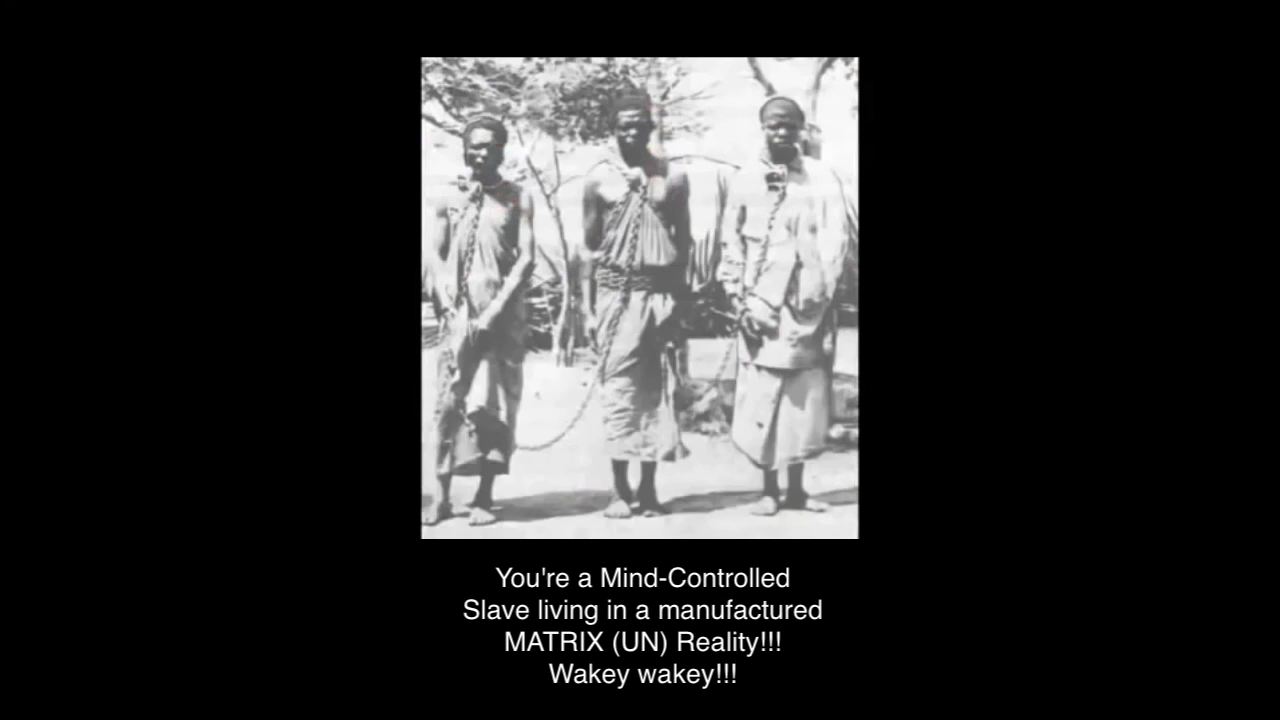 You're a Mind-Controlled
Slave living in a manufactured
MATRIX (UN) Reality!!!
Wakey wakey!!!